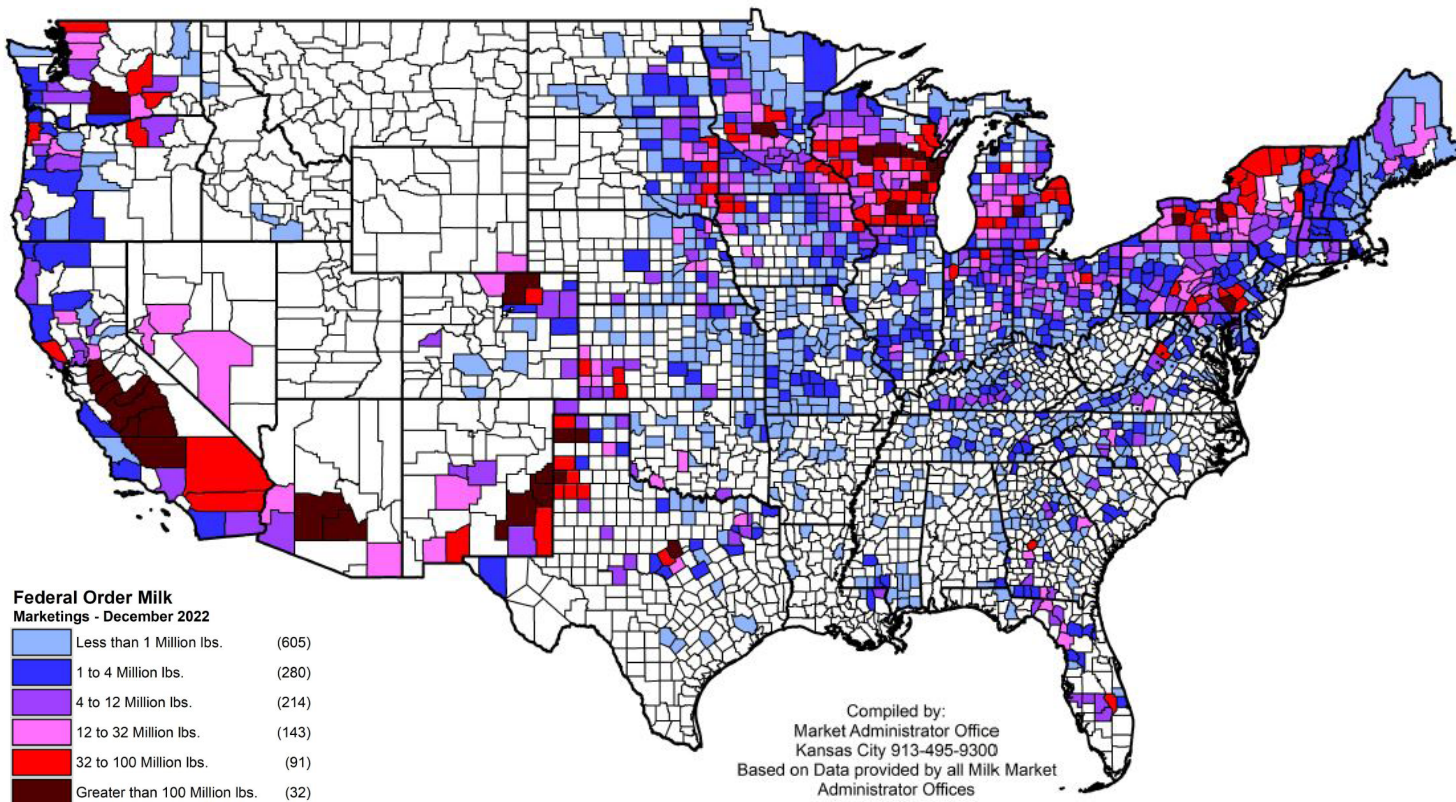 Federal Order Milk
Marketings - December 2022
Less than 1 Million lbs. (605)
1 to 4 Million lbs. (280)
4 to 12 Million lbs. (214)
12 to 32 Million lbs. (143)
32 to 100 Million lbs. (91)
Greater than 100 Million lbs. (32)
Compiled by:
Market Administrator Office
Kansas City 913-495-9300
Based on Data provided by all Milk Market
Administrator Offices